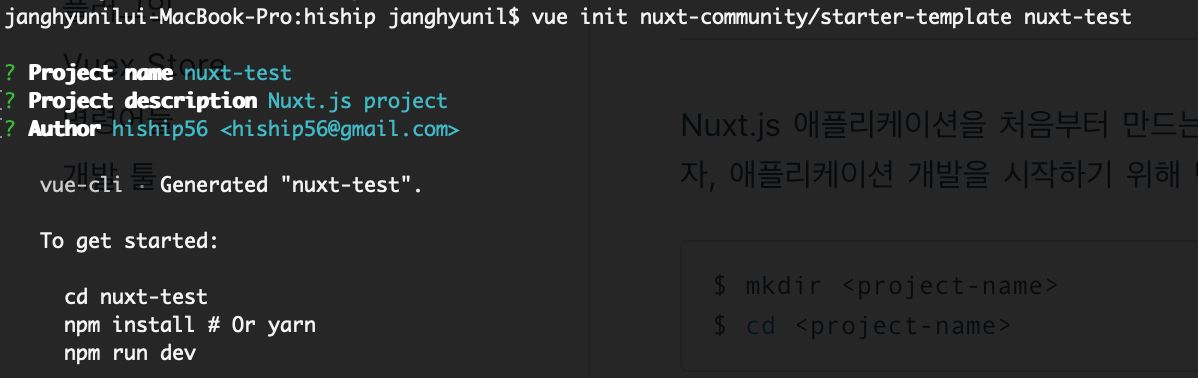 janghyunilui-MacBook-Pro:hiship janghyunil$ vue init nuxt-community/starter-template nuxt-test
Vuex Store
? Project name nuxt-test
? Project description Nuxt.js project
? Author hiship56 <hiship56@gmail.com>
개발 툴
vue-cli · Generated "nuxt-test".
To get started:
cd nuxt-test
npm install # Or yarn
npm run dev
Nuxt.js 애플리케이션을 처음부터 만드는
자, 애플리케이션 개발을 시작하기 위해
$ mkdir <project-name>
$ cd <project-name>